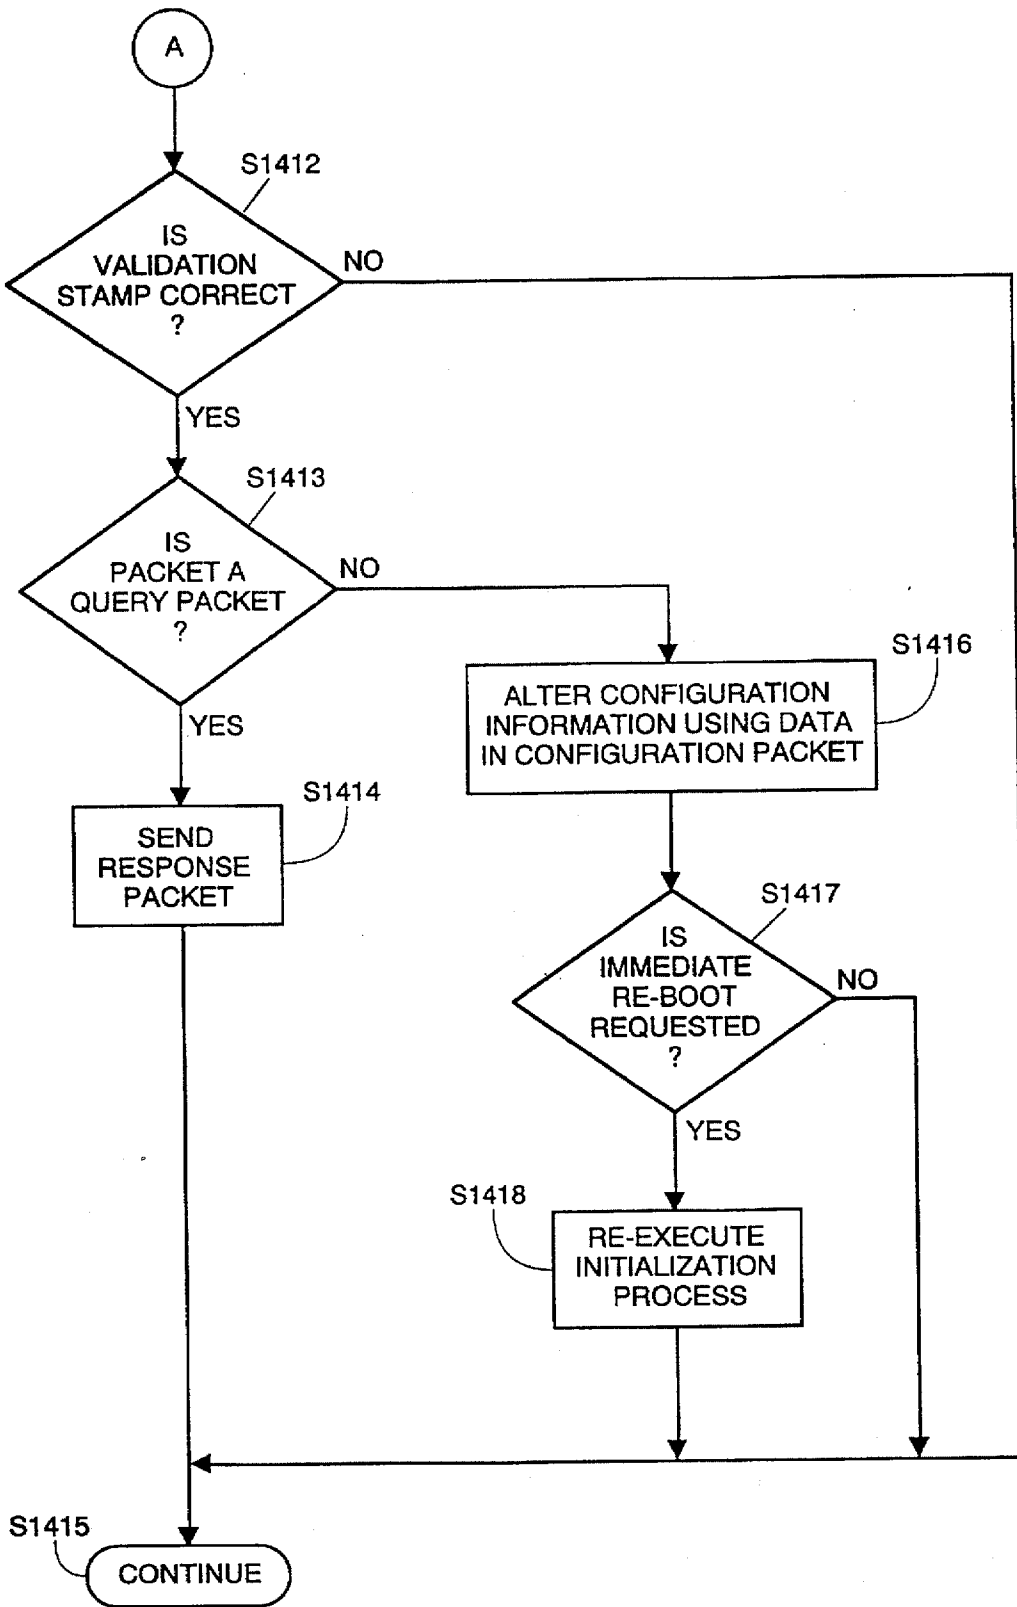 A
S1412
IS
VALIDATION
STAMP CORRECT
?
NO
YES
S1413
IS
PACKET A
QUERY PACKET
?
NO
YES
S1416
ALTER CONFIGURATION
INFORMATION USING DATA
IN CONFIGURATION PACKET
S1414
SEND
RESPONSE
PACKET
S1417
IS
IMMEDIATE
RE-BOOT
REQUESTED
?
NO
YES
S1418
RE-EXECUTE
INITIALIZATION
PROCESS
S1415
CONTINUE